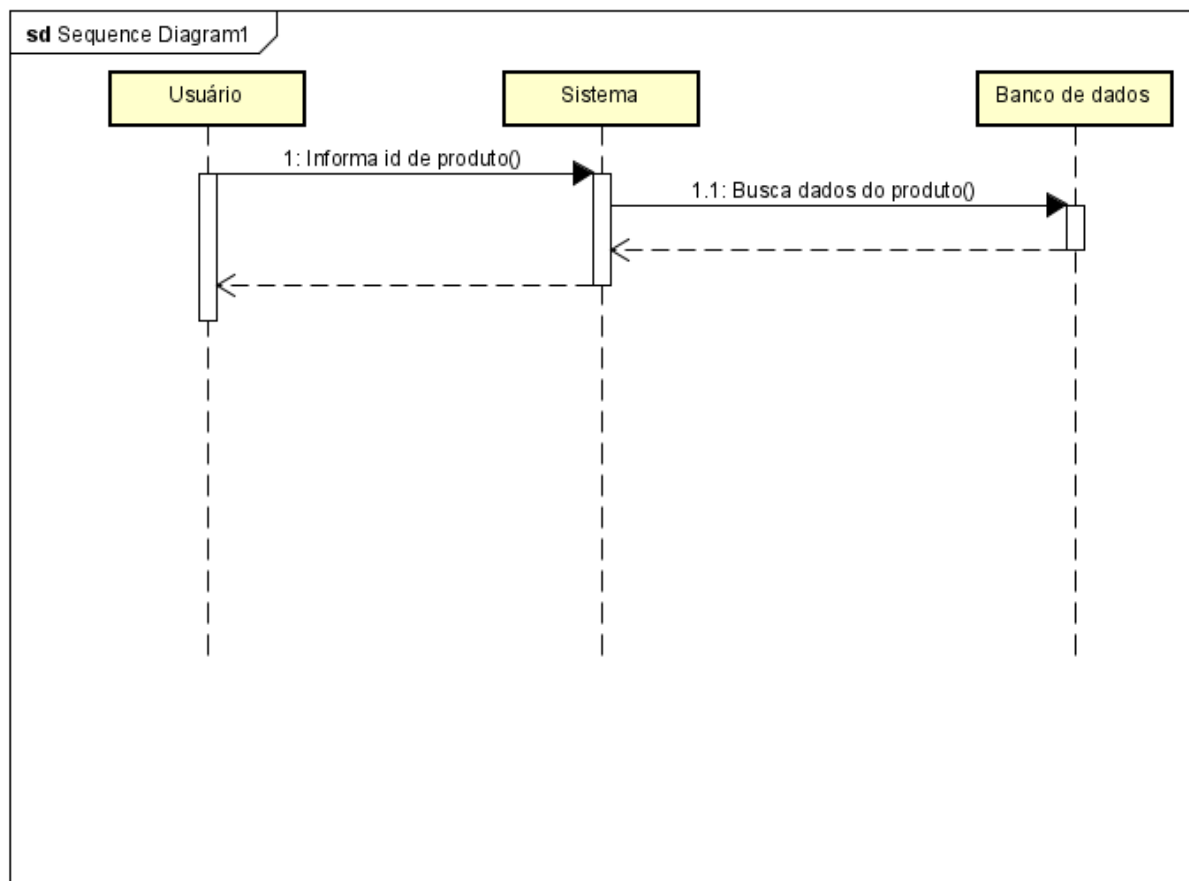 sd Sequence Diagram1
Usuário
Sistema
Banco de dados
1: Informa id de produto()
1.1: Busca dados do produto()